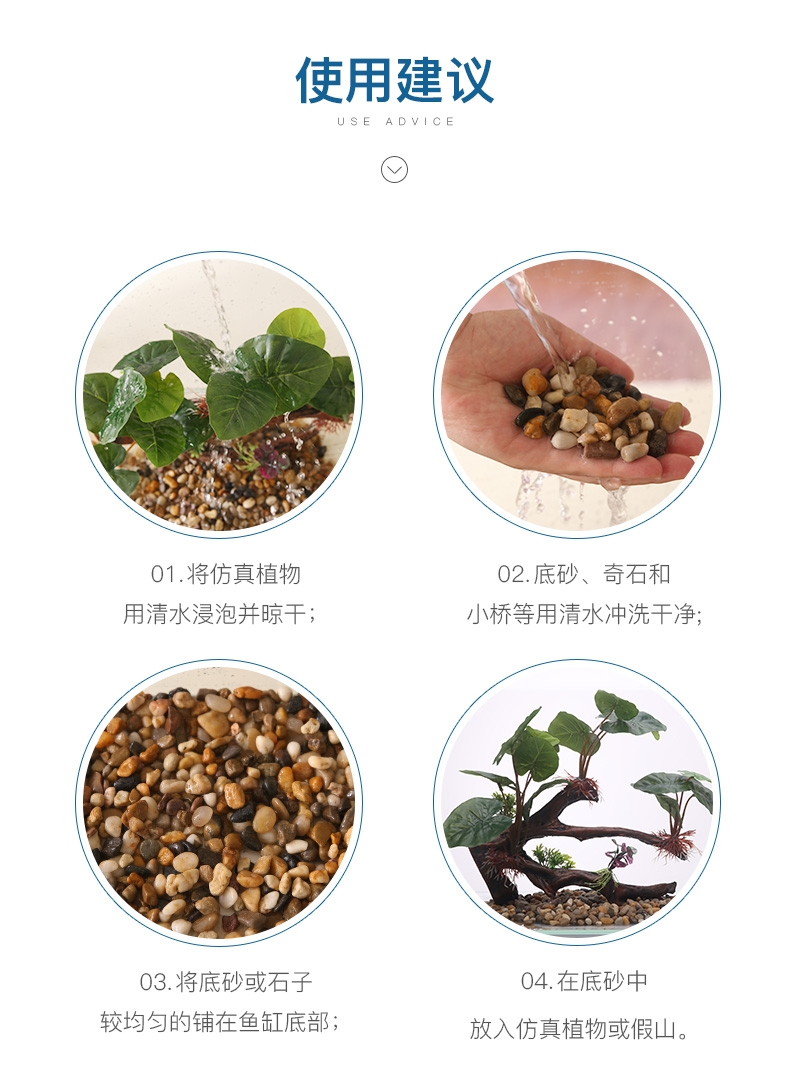 使用建议
USE ADVICE
01.将仿真植物
用清水浸泡并晾干；
02.底砂、奇石和
小桥等用清水冲洗干净；
03.将底砂或石子
较均匀的铺在鱼缸底部；
04.在底砂中
放入仿真植物或假山。